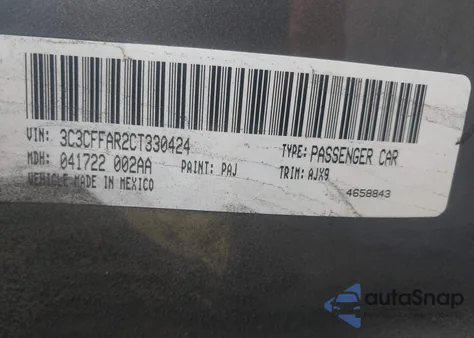 VIN: 3C3CFFAR2CT330424 TYPE: PASSENGER CAR
MDH: 041722 002AA PAINT: PAJ TRIM: AJX9
VEHICLE MADE IN MEXICO 4658843
autoSnap